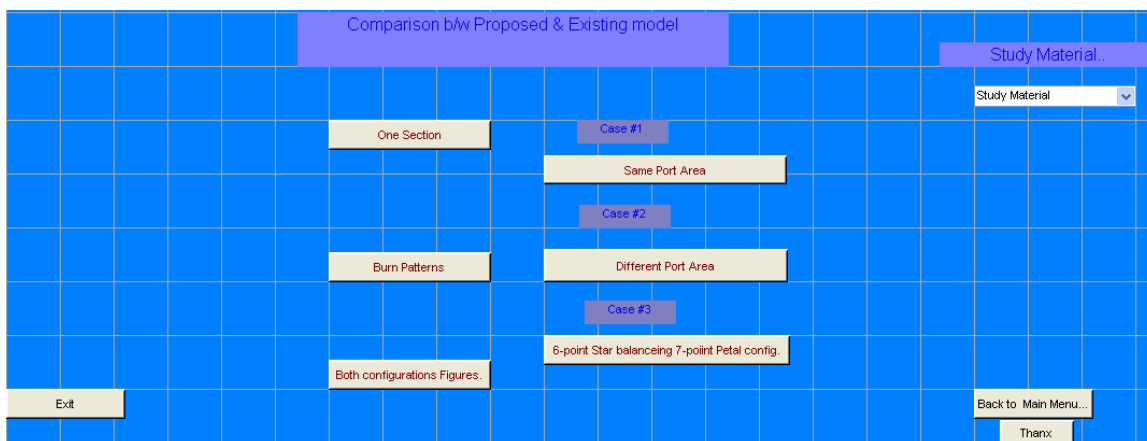 Comparison b/w Proposed & Existing model
Study Material..
Study Material
One Section
Case #1
Same Port Area
Case #2
Burn Patterns
Different Port Area
Case #3
6-point Star balanceing 7-poiint Petal config.
Both configurations Figures.
Exit
Back to Main Menu...
Thanx